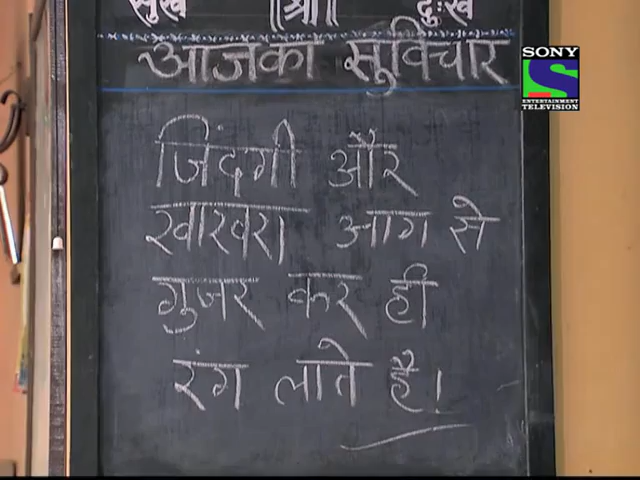 सुख ॥श्री॥ दुःख
आजका सुविचार
जिंदगी और
खाखरा आग से
गुजर कर ही
रंग लाते है!
SONY
ENTERTAINMENT
TELEVISION